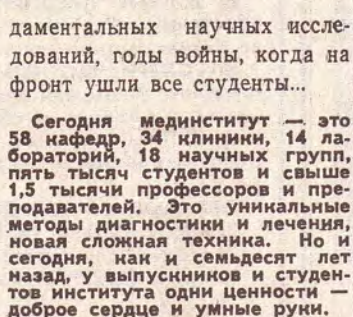 даментальных научных иссле-
дований, годы войны, когда на
фронт ушли все студенты...
Сегодня мединститут — это
58 кафедр, 34 клиники, 14 ла-
бораторий, 18 научных групп,
пять тысяч студентов и свыше
1,5 тысячи профессоров и пре-
подавателей. Это уникальные
методы диагностики и лечения,
новая сложная техника. Но и
сегодня, как и семьдесят лет
назад, у выпускников и студен-
тов института одни ценности —
доброе сердце и умные руки.